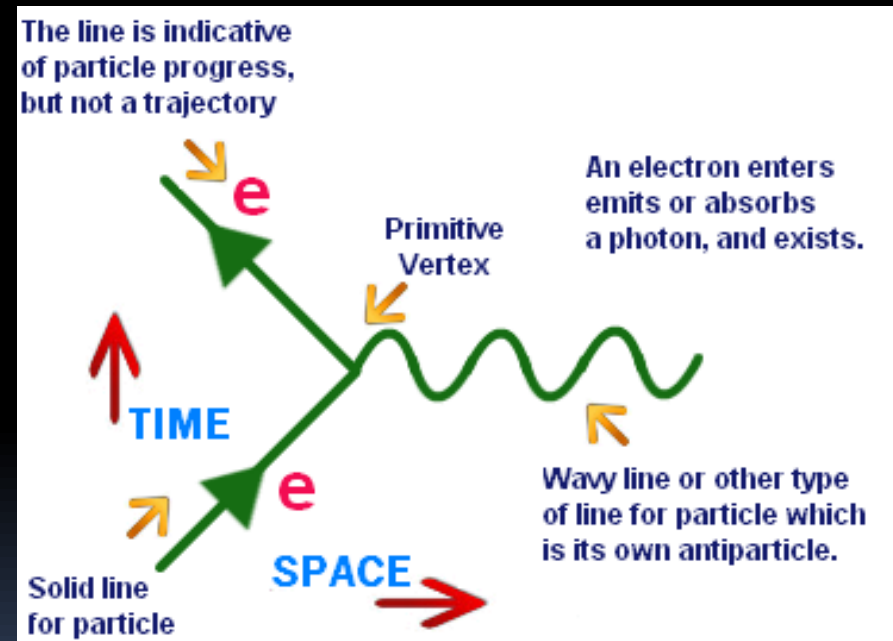 The line is indicative
of particle progress,
but not a trajectory
e
An electron enters
emits or absorbs
a photon, and exists.
Primitive
Vertex
TIME
e
Wavy line or other type
of line for particle which
is its own antiparticle.
SPACE
Solid line
for particle